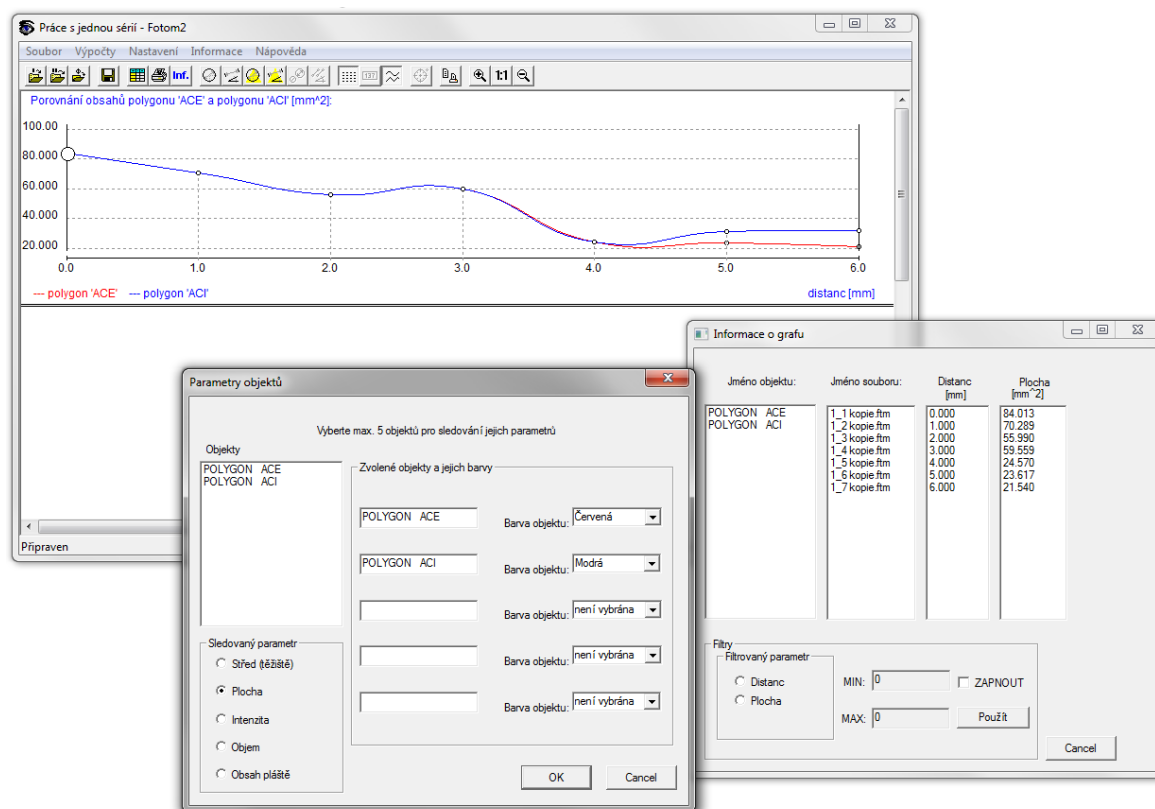 Práce s jednou sérií - Fotom2
Soubor Výpočty Nastavení Informace Nápověda
Inf. 137 1:1
Porovnání obsahů polygonu 'ACE' a polygonu 'ACI' [mm^2]:
100.00
80.000
60.000
40.000
20.000
0.0 1.0 2.0 3.0 4.0 5.0 6.0
--- polygon 'ACE' --- polygon 'ACI' distanc [mm]
Připraven
Parametry objektů
Vyberte max. 5 objektů pro sledování jejich parametrů
Objekty
POLYGON ACE
POLYGON ACI
Zvolené objekty a jejich barvy
POLYGON ACE Barva objektu: Červená
POLYGON ACI Barva objektu: Modrá
Barva objektu: není vybrána
Barva objektu: není vybrána
Barva objektu: není vybrána
Sledovaný parametr
Střed (těžiště)
Plocha
Intenzita
Objem
Obsah pláště
OK Cancel
Informace o grafu
Jméno objektu: Jméno souboru: Distanc [mm] Plocha [mm^2]
POLYGON ACE 1_1 kopie.ftm 0.000 84.013
POLYGON ACI 1_2 kopie.ftm 1.000 70.289
1_3 kopie.ftm 2.000 55.990
1_4 kopie.ftm 3.000 59.559
1_5 kopie.ftm 4.000 24.570
1_6 kopie.ftm 5.000 23.617
1_7 kopie.ftm 6.000 21.540
Filtry
Filtrovaný parametr
Distanc
Plocha
MIN: 0 ZAPNOUT
MAX: 0 Použít
Cancel